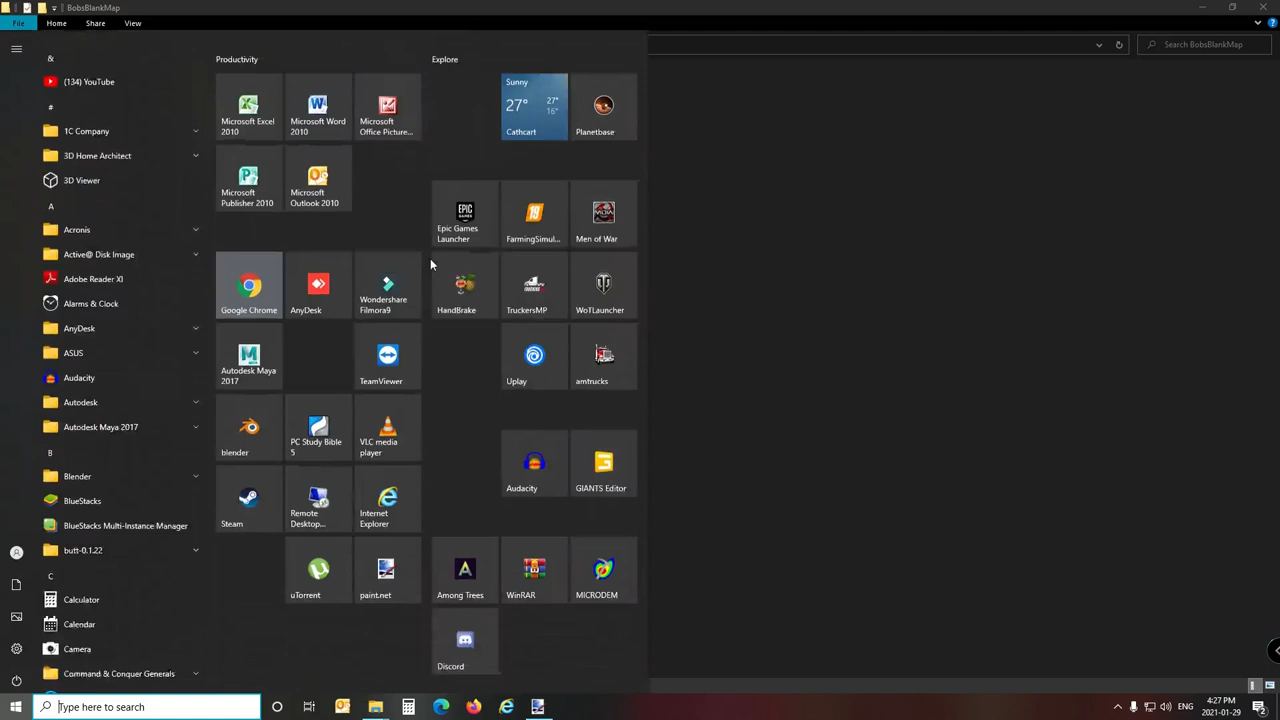 BobsBlankMap
File
Home
Share
View
Search BobsBlankMap
&
(134) YouTube
#
1C Company
3D Home Architect
3D Viewer
A
Acronis
Active@ Disk Image
Adobe Reader XI
Alarms & Clock
AnyDesk
ASUS
Audacity
Autodesk
Autodesk Maya 2017
B
Blender
BlueStacks
BlueStacks Multi-Instance Manager
butt-0.1.22
C
Calculator
Calendar
Camera
Command & Conquer Generals
Productivity
Microsoft Excel
2010
Microsoft Word
2010
Microsoft
Office Picture...
Microsoft
Publisher 2010
Microsoft
Outlook 2010
Google Chrome
AnyDesk
Wondershare
Filmora9
Autodesk Maya
2017
TeamViewer
blender
PC Study Bible
5
VLC media
player
Steam
Remote
Desktop...
Internet
Explorer
uTorrent
paint.net
Explore
Sunny
27°
27°
16°
Cathcart
Planetbase
EPIC
GAMES
Epic Games
Launcher
19
FarmingSimul...
Men of War
HandBrake
TruckersMP
WoTLauncher
Uplay
amtrucks
Audacity
GIANTS Editor
Among Trees
WinRAR
MICRODEM
Discord
Type here to search
ENG
4:27 PM
2021-01-29